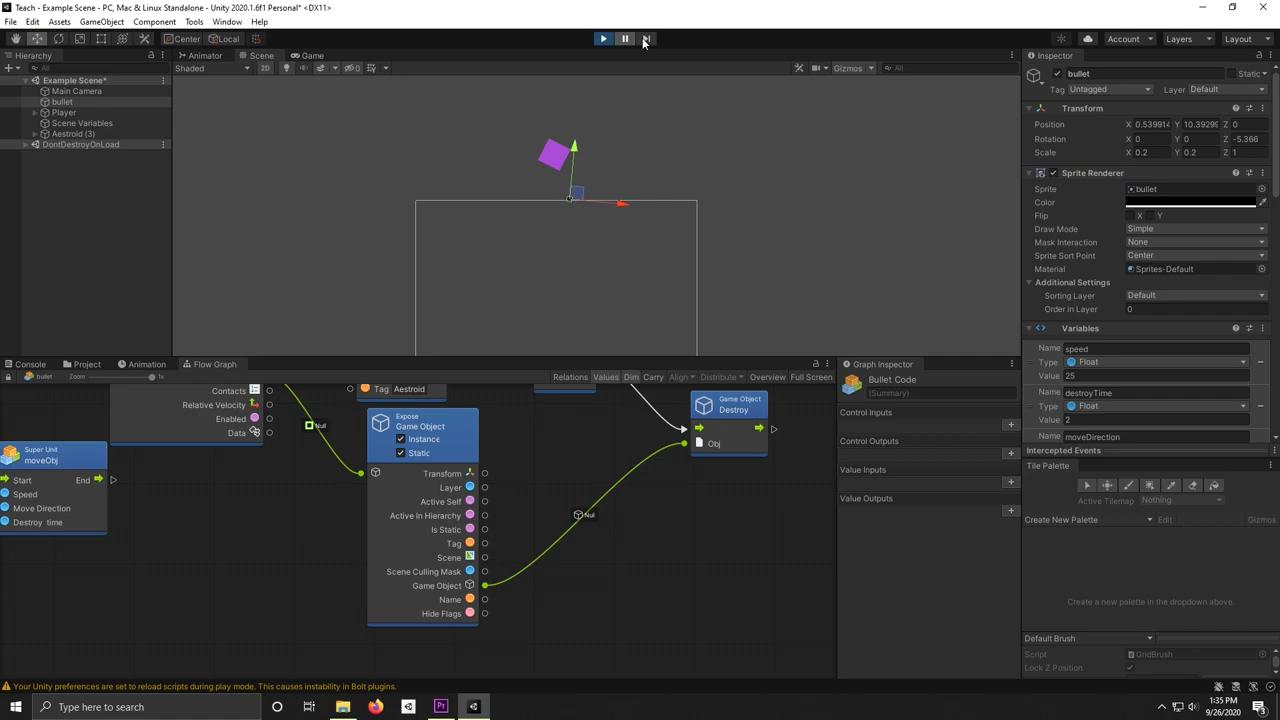 Teach - Example Scene - PC, Mac & Linux Standalone - Unity 2020.1.6f1 Personal* <DX11>
File Edit Assets GameObject Component Tools Window Help
Center Local Account Layers Layout
Hierarchy Animator Scene Game Inspector
All Shaded 2D 0 Gizmos All bullet Static
Example Scene* Tag Untagged Layer Default
Main Camera
bullet Transform
Player Position X 0.539914 Y 10.39299 Z 0
Scene Variables Rotation X 0 Y 0 Z -5.366
Aestroid (3) Scale X 0.2 Y 0.2 Z 1
DontDestroyOnLoad
Sprite Renderer
Sprite bullet
Color
Flip X Y
Draw Mode Simple
Mask Interaction None
Sprite Sort Point Center
Material Sprites-Default
Additional Settings
Sorting Layer Default
Order in Layer 0
Variables
Name speed
Type Float
Value 25
Name destroyTime
Type Float
Value 2
Name moveDirection
Console Project Animation Flow Graph Graph Inspector
bullet Zoom 1x Relations Values Dim Carry Align Distribute Overview Full Screen
Bullet Code
(Summary)
Control Inputs
Control Outputs
Value Inputs
Value Outputs
Contacts
Relative Velocity
Enabled
Data
Null
Tag Aestroid
Super Unit
moveObj
Start End
Speed
Move Direction
Destroy time
Expose
Game Object
Instance
Static
Transform
Layer
Active Self
Active In Hierarchy
Is Static
Tag
Scene
Scene Culling Mask
Game Object
Name
Hide Flags
Nul
Game Object
Destroy
Obj
Intercepted Events
Tile Palette
Active Tilemap Nothing
Create New Palette Edit Gizmos
Create a new palette in the dropdown above.
Default Brush
Script GridBrush
Lock Z Position
Your Unity preferences are set to reload scripts during play mode. This causes instability in Bolt plugins.
Type here to search
Pr
1:35 PM
9/26/2020
3